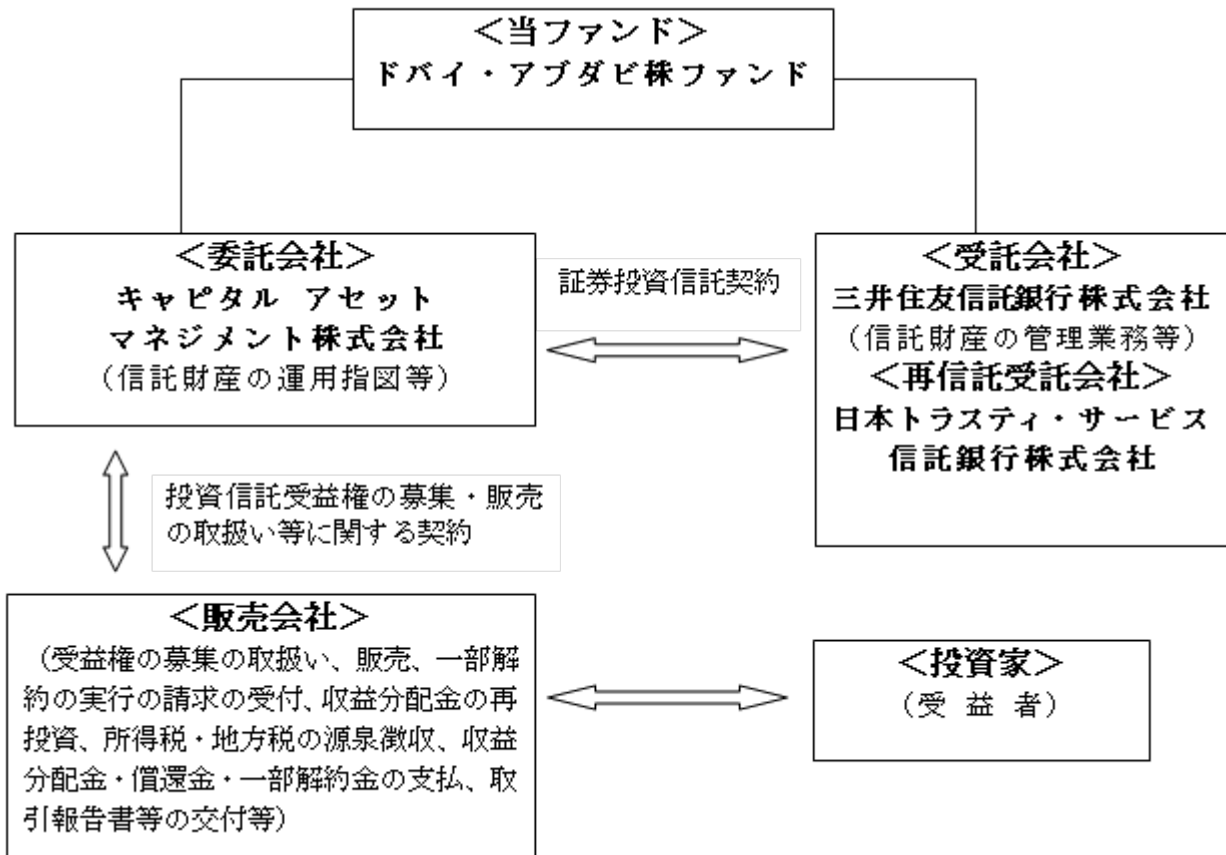 ＜当ファンド＞
ドバイ・アブダビ株ファンド
＜委託会社＞
キャピタル アセット
マネジメント株式会社
（信託財産の運用指図等）
証券投資信託契約
＜受託会社＞
三井住友信託銀行株式会社
（信託財産の管理業務等）
＜再信託受託会社＞
日本トラスティ・サービス
信託銀行株式会社
投資信託受益権の募集・販売
の取扱い等に関する契約
＜販売会社＞
（受益権の募集の取扱い、販売、一部解
約の実行の請求の受付、収益分配金の再
投資、所得税・地方税の源泉徴収、収益
分配金・償還金・一部解約金の支払、取
引報告書等の交付等）
＜投資家＞
（受 益 者）